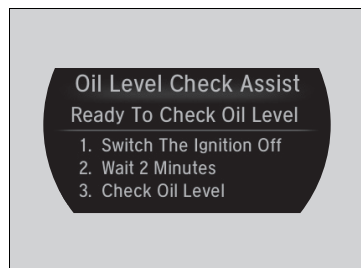 Oil Level Check Assist
Ready To Check Oil Level
1. Switch The Ignition Off
2. Wait 2 Minutes
3. Check Oil Level